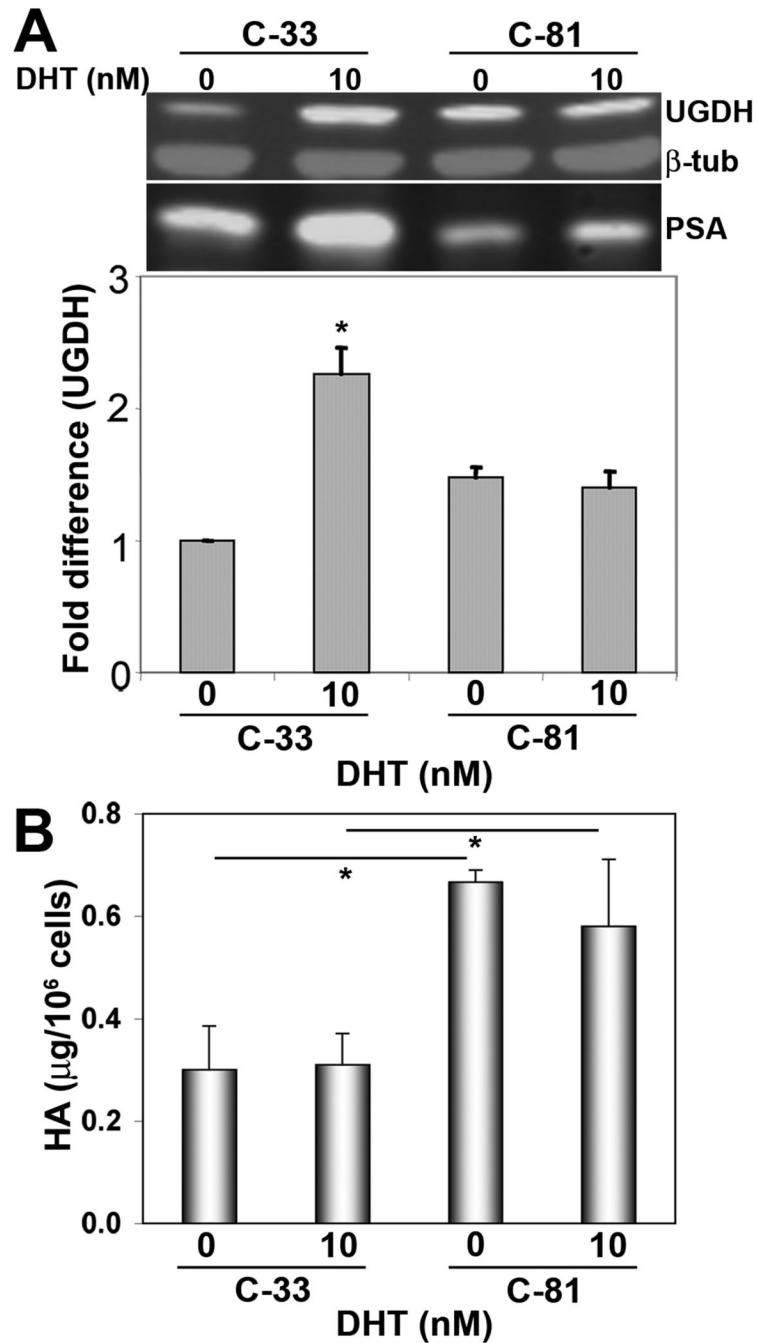 A
C-33 C-81
DHT (nM) 0 10 0 10
UGDH
β-tub
PSA
Fold difference (UGDH)
3
*
2
1
0
0 10 0 10
C-33 C-81
DHT (nM)
B
HA (μg/10⁶ cells)
0.8
*
*
0.6
0.4
0.2
0.0
0 10 0 10
C-33 C-81
DHT (nM)